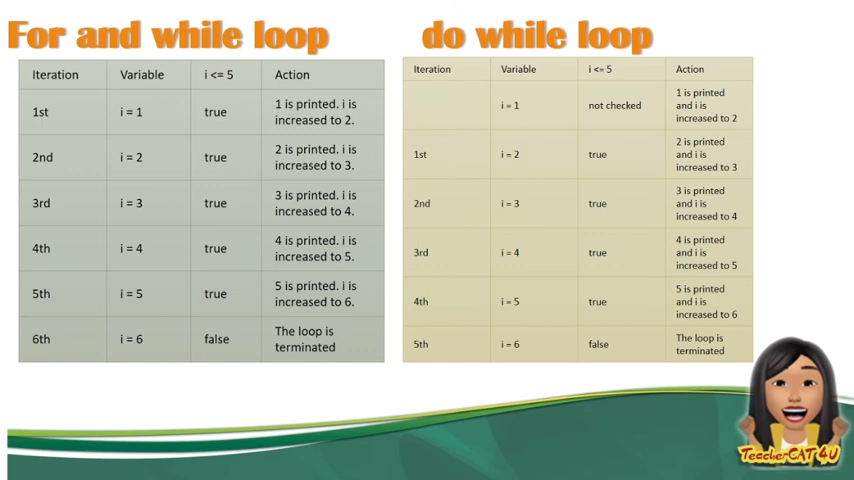 For and while loop
Iteration Variable i <= 5 Action
1st i = 1 true 1 is printed. i is
increased to 2.
2nd i = 2 true 2 is printed. i is
increased to 3.
3rd i = 3 true 3 is printed. i is
increased to 4.
4th i = 4 true 4 is printed. i is
increased to 5.
5th i = 5 true 5 is printed. i is
increased to 6.
6th i = 6 false The loop is
terminated
do while loop
Iteration Variable i <= 5 Action
i = 1 not checked 1 is printed
and i is
increased to 2
1st i = 2 true 2 is printed
and i is
increased to 3
2nd i = 3 true 3 is printed
and i is
increased to 4
3rd i = 4 true 4 is printed
and i is
increased to 5
4th i = 5 true 5 is printed
and i is
increased to 6
5th i = 6 false The loop is
terminated
TeacherCAT4U